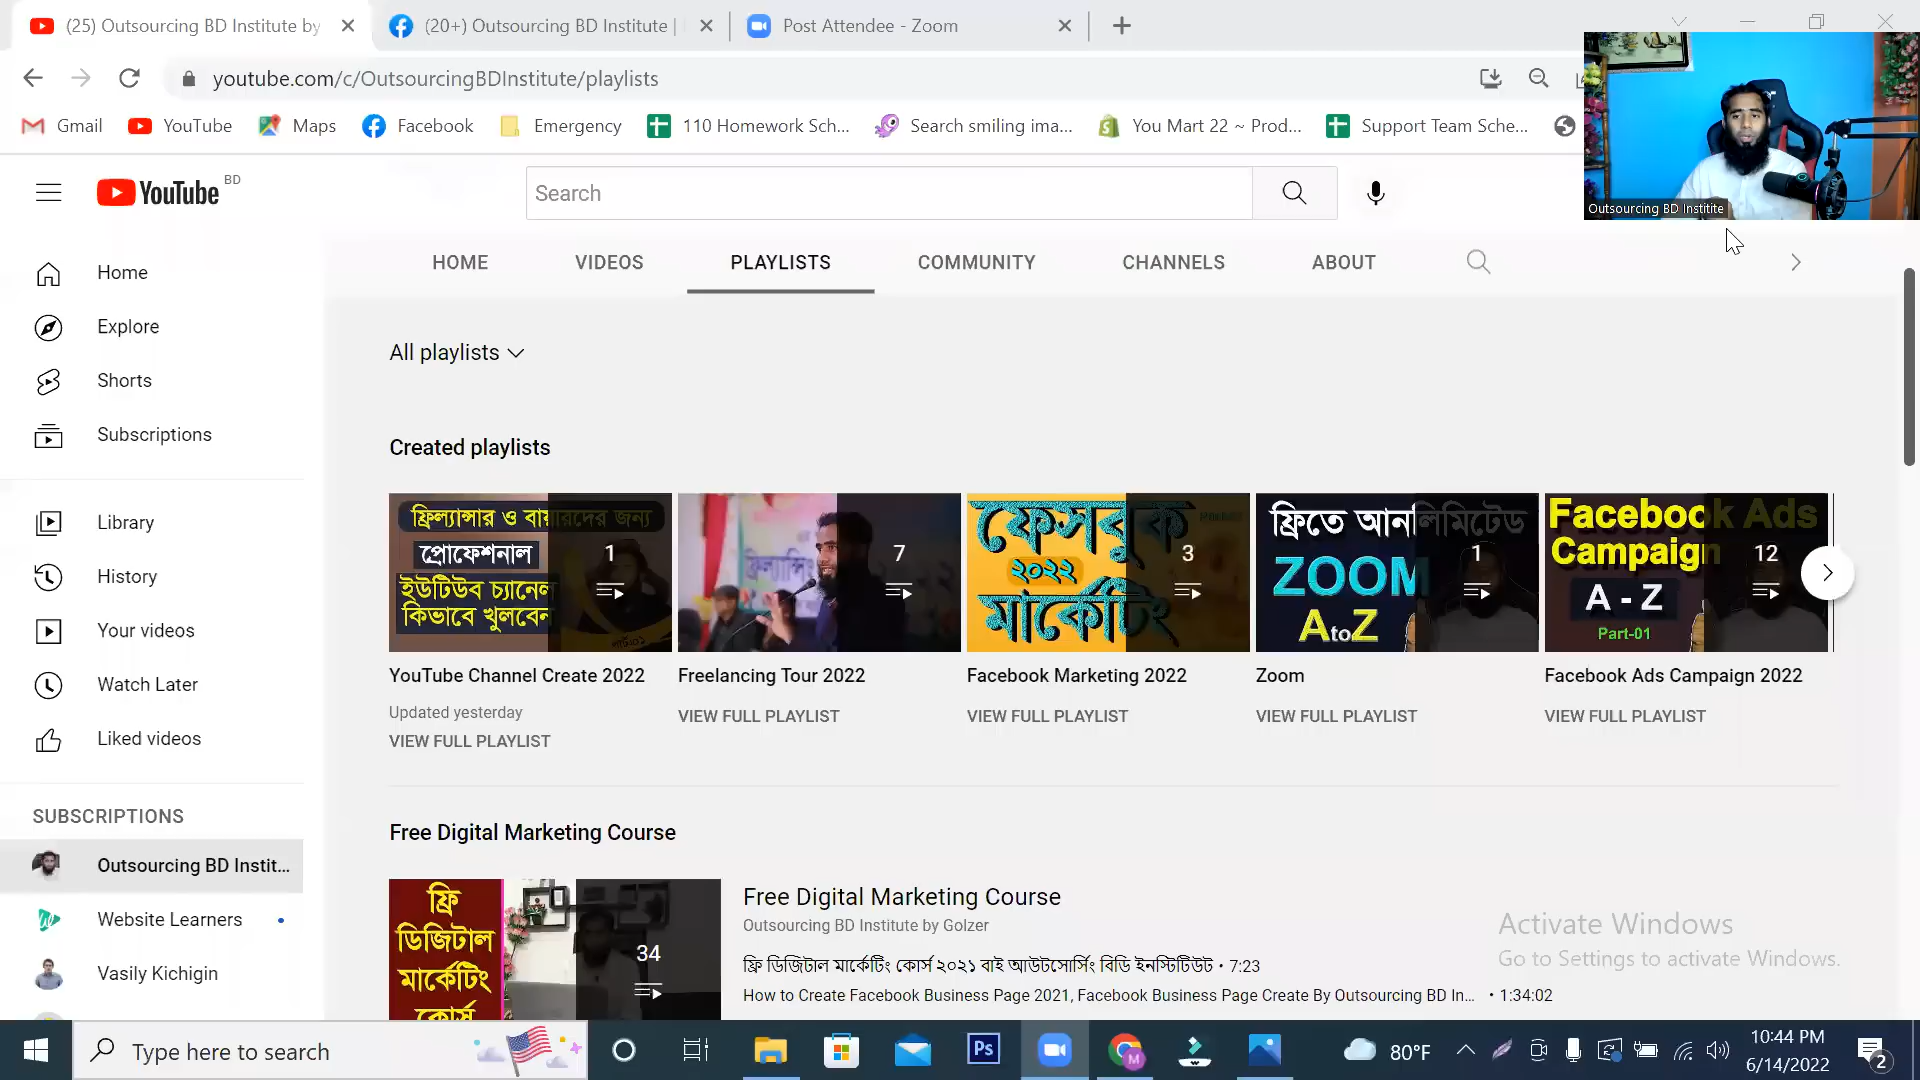 (25) Outsourcing BD Institute by
(20+) Outsourcing BD Institute |
Post Attendee - Zoom
youtube.com/c/OutsourcingBDInstitute/playlists
Gmail
YouTube
Maps
Facebook
Emergency
110 Homework Sch...
Search smiling ima...
You Mart 22 ~ Prod...
Support Team Sche...
Outsourcing BD Institite
YouTube BD
Search
HOME
VIDEOS
PLAYLISTS
COMMUNITY
CHANNELS
ABOUT
Home
Explore
Shorts
Subscriptions
Library
History
Your videos
Watch Later
Liked videos
SUBSCRIPTIONS
Outsourcing BD Instit...
Website Learners
Vasily Kichigin
All playlists
Created playlists
ফ্রিল্যান্সার ও বায়ারদের জন্য
প্রোফেশনাল
ইউটিউব চ্যানেল
কিভাবে খুলবেন
1
YouTube Channel Create 2022
Updated yesterday
VIEW FULL PLAYLIST
7
Freelancing Tour 2022
VIEW FULL PLAYLIST
ফেসবুক
২০২২
মার্কেটিং
3
Facebook Marketing 2022
VIEW FULL PLAYLIST
ফ্রিতে আনলিমিটেড
ZOOM
AtoZ
1
Zoom
VIEW FULL PLAYLIST
Facebook Ads
Campaign
A - Z
Part-01
12
Facebook Ads Campaign 2022
VIEW FULL PLAYLIST
Free Digital Marketing Course
ফ্রি
ডিজিটাল
মার্কেটিং
কোর্স
34
Free Digital Marketing Course
Outsourcing BD Institute by Golzer
ফ্রি ডিজিটাল মার্কেটিং কোর্স ২০২১ বাই আউটসোর্সিং বিডি ইনস্টিটিউট • 7:23
How to Create Facebook Business Page 2021, Facebook Business Page Create By Outsourcing BD In... • 1:34:02
Activate Windows
Go to Settings to activate Windows.
Type here to search
Ps
M
80°F
10:44 PM
6/14/2022
2